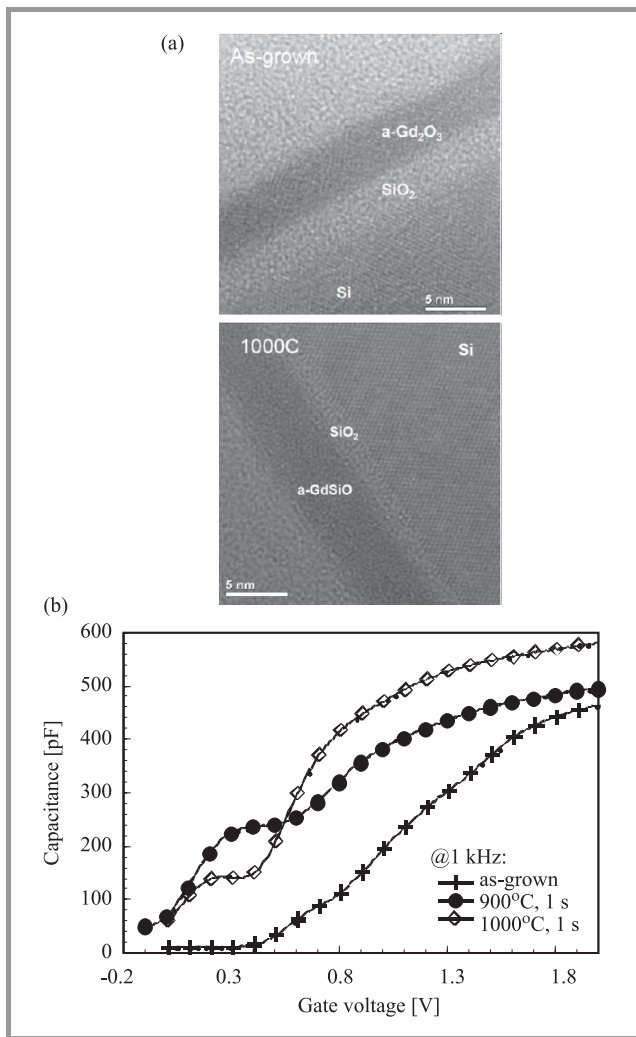 (a)
As-grown
a-Gd₂O₃
SiO₂
Si
5 nm
1000C
Si
SiO₂
a-GdSiO
5 nm
(b)
600
500
400
300
200
100
0
Capacitance [pF]
@1 kHz:
as-grown
900°C, 1 s
1000°C, 1 s
-0.2 0.3 0.8 1.3 1.8
Gate voltage [V]